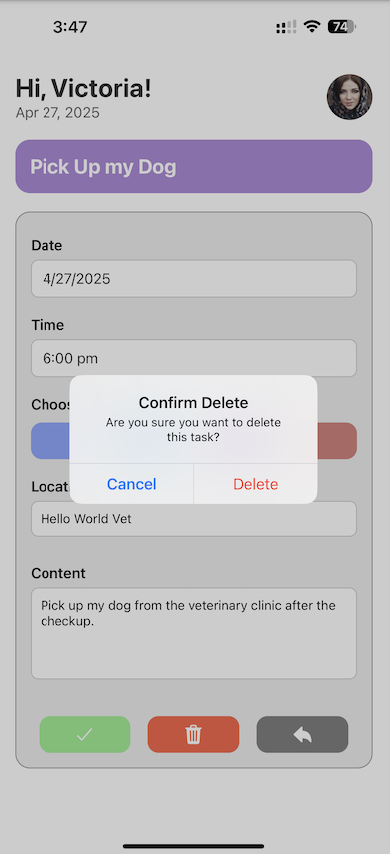 3:47
74
Hi, Victoria!
Apr 27, 2025
Pick Up my Dog
Date
4/27/2025
Time
6:00 pm
Choos
Confirm Delete
Are you sure you want to delete
this task?
Cancel
Delete
Locat
Hello World Vet
Content
Pick up my dog from the veterinary clinic after the
checkup.